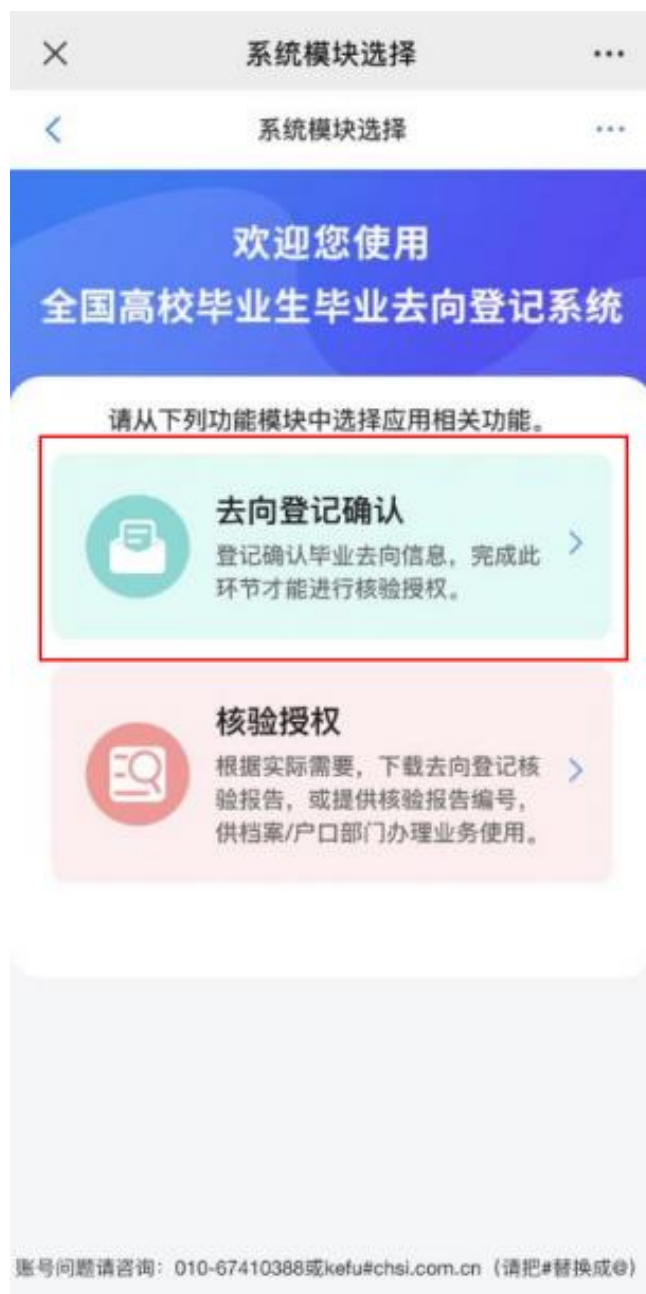 系统模块选择
系统模块选择
欢迎您使用
全国高校毕业生毕业去向登记系统
请从下列功能模块中选择应用相关功能。
去向登记确认
登记确认毕业去向信息，完成此
环节才能进行核验授权。
核验授权
根据实际需要，下载去向登记核
验报告，或提供核验报告编号，
供档案/户口部门办理业务使用。
账号问题请咨询：010-67410388或kefu#chsi.com.cn（请把#替换成@）